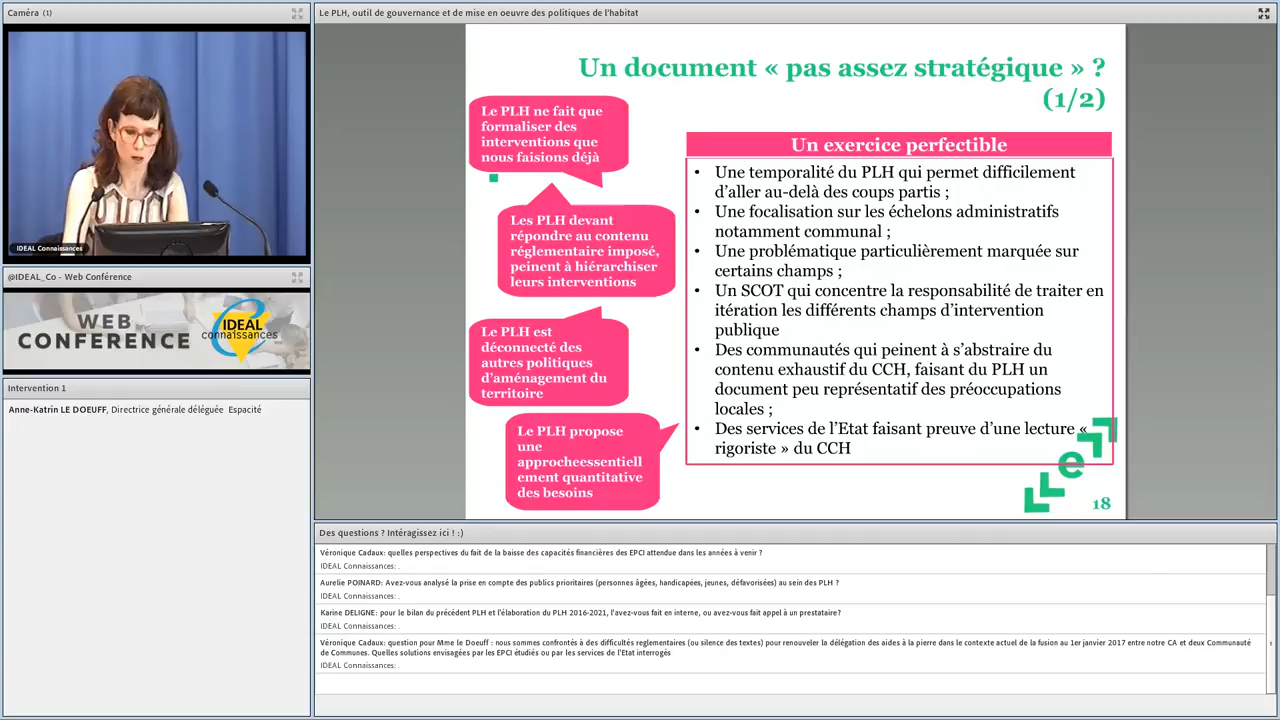 Caméra (1)
IDEAL Connaissances
@IDEAL_Co - Web Conférence
WEB
CONFERENCE
IDEAL
connaissances
Intervention 1
Anne-Katrin LE DOEUFF, Directrice générale déléguée Espacité
Le PLH, outil de gouvernance et de mise en oeuvre des politiques de l'habitat
Un document « pas assez stratégique » ?
(1/2)
Le PLH ne fait que
formaliser des
interventions que
nous faisions déjà
Les PLH devant
répondre au contenu
réglementaire imposé,
peinent à hiérarchiser
leurs interventions
Le PLH est
déconnecté des
autres politiques
d'aménagement du
territoire
Le PLH propose
une
approcheessentiell
ement quantitative
des besoins
Un exercice perfectible
• Une temporalité du PLH qui permet difficilement
d'aller au-delà des coups partis ;
• Une focalisation sur les échelons administratifs
notamment communal ;
• Une problématique particulièrement marquée sur
certains champs ;
• Un SCOT qui concentre la responsabilité de traiter en
itération les différents champs d'intervention
publique
• Des communautés qui peinent à s'abstraire du
contenu exhaustif du CCH, faisant du PLH un
document peu représentatif des préoccupations
locales ;
• Des services de l'Etat faisant preuve d'une lecture «
rigoriste » du CCH
e
18
Des questions ? Intéragissez ici ! :)
Véronique Cadaux: quelles perspectives du fait de la baisse des capacités financières des EPCI attendue dans les années à venir ?
IDEAL Connaissances: .
Aurelie POINARD: Avez-vous analysé la prise en compte des publics prioritaires (personnes âgées, handicapées, jeunes, défavorisées) au sein des PLH ?
IDEAL Connaissances: .
Karine DELIGNE: pour le bilan du précédent PLH et l'élaboration du PLH 2016-2021, l'avez-vous fait en interne, ou avez-vous fait appel à un prestataire?
IDEAL Connaissances: .
Véronique Cadaux: question pour Mme le Doeuff : nous sommes confrontés à des difficultés reglementaires (ou silence des textes) pour renouveler la délégation des aides à la pierre dans le contexte actuel de la fusion au 1er janvier 2017 entre notre CA et deux Communauté
de Communes. Quelles solutions envisagées par les EPCI étudiés ou par les services de l'Etat interrogés
IDEAL Connaissances: .